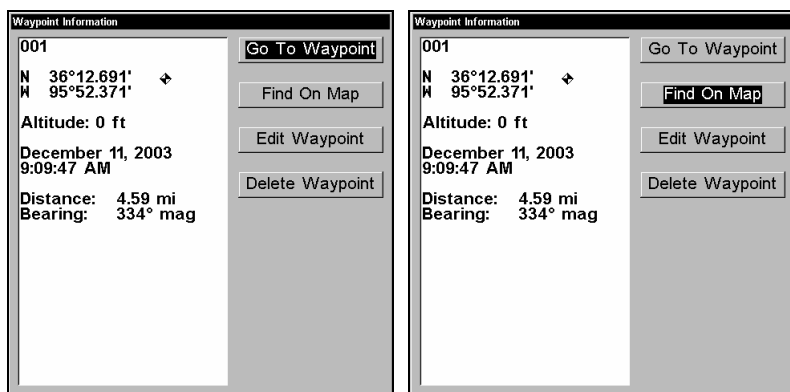 Waypoint Information
001
N 36°12.691'
W 95°52.371'
Altitude: 0 ft
December 11, 2003
9:09:47 AM
Distance: 4.59 mi
Bearing: 334° mag
Go To Waypoint
Find On Map
Edit Waypoint
Delete Waypoint
Waypoint Information
001
N 36°12.691'
W 95°52.371'
Altitude: 0 ft
December 11, 2003
9:09:47 AM
Distance: 4.59 mi
Bearing: 334° mag
Go To Waypoint
Find On Map
Edit Waypoint
Delete Waypoint